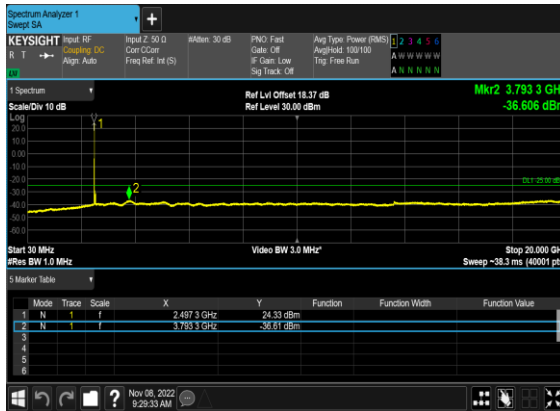 Spectrum Analyzer 1
Swept SA
+
KEYSIGHT Input: RF Input Z: 50 Ω #Atten: 30 dB PNO: Fast Avg Type: Power (RMS) 1 2 3 4 5 6
R T Coupling: DC Corr CCorr Gate: Off Avg|Hold: 100/100 A W W W W W
Align: Auto Freq Ref: Int (S) IF Gain: Low Trig: Free Run
Sig Track: Off A N N N N N
1 Spectrum
Scale/Div 10 dB
Ref Lvl Offset 18.37 dB
Ref Level 30.00 dBm
Mkr2 3.793 3 GHz
-36.606 dBm
Log
20.0
10.0
0.00
-10.0
-20.0
-30.0
-40.0
-50.0
-60.0
1
2
DL1 -25.00 dB
Start 30 MHz Video BW 3.0 MHz* Stop 20.000 GHz
#Res BW 1.0 MHz Sweep ~38.3 ms (40001 pts
5 Marker Table
Mode Trace Scale X Y Function Function Width Function Value
1 N 1 f 2.497 3 GHz 24.33 dBm
2 N 1 f 3.793 3 GHz -36.61 dBm
3
4
5
6
? Nov 08, 2022
9:29:33 AM